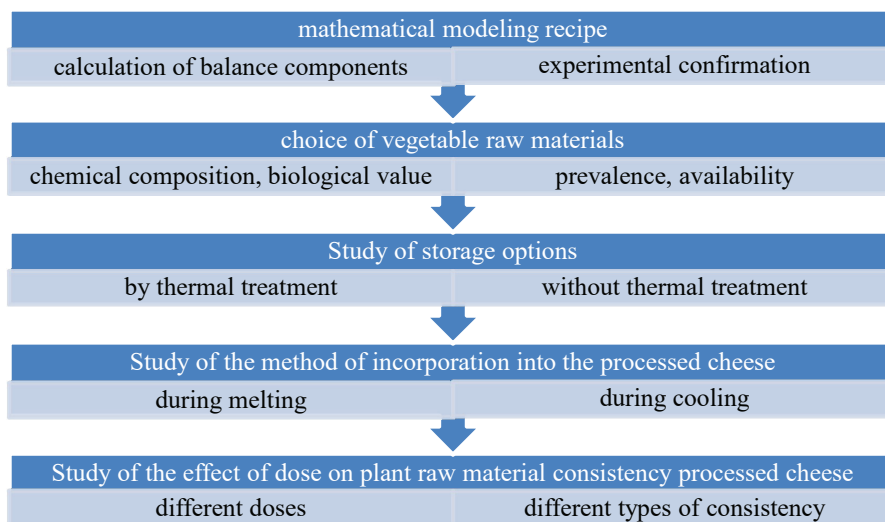 mathematical modeling recipe
calculation of balance components
experimental confirmation
choice of vegetable raw materials
chemical composition, biological value
prevalence, availability
Study of storage options
by thermal treatment
without thermal treatment
Study of the method of incorporation into the processed cheese
during melting
during cooling
Study of the effect of dose on plant raw material consistency processed cheese
different doses
different types of consistency